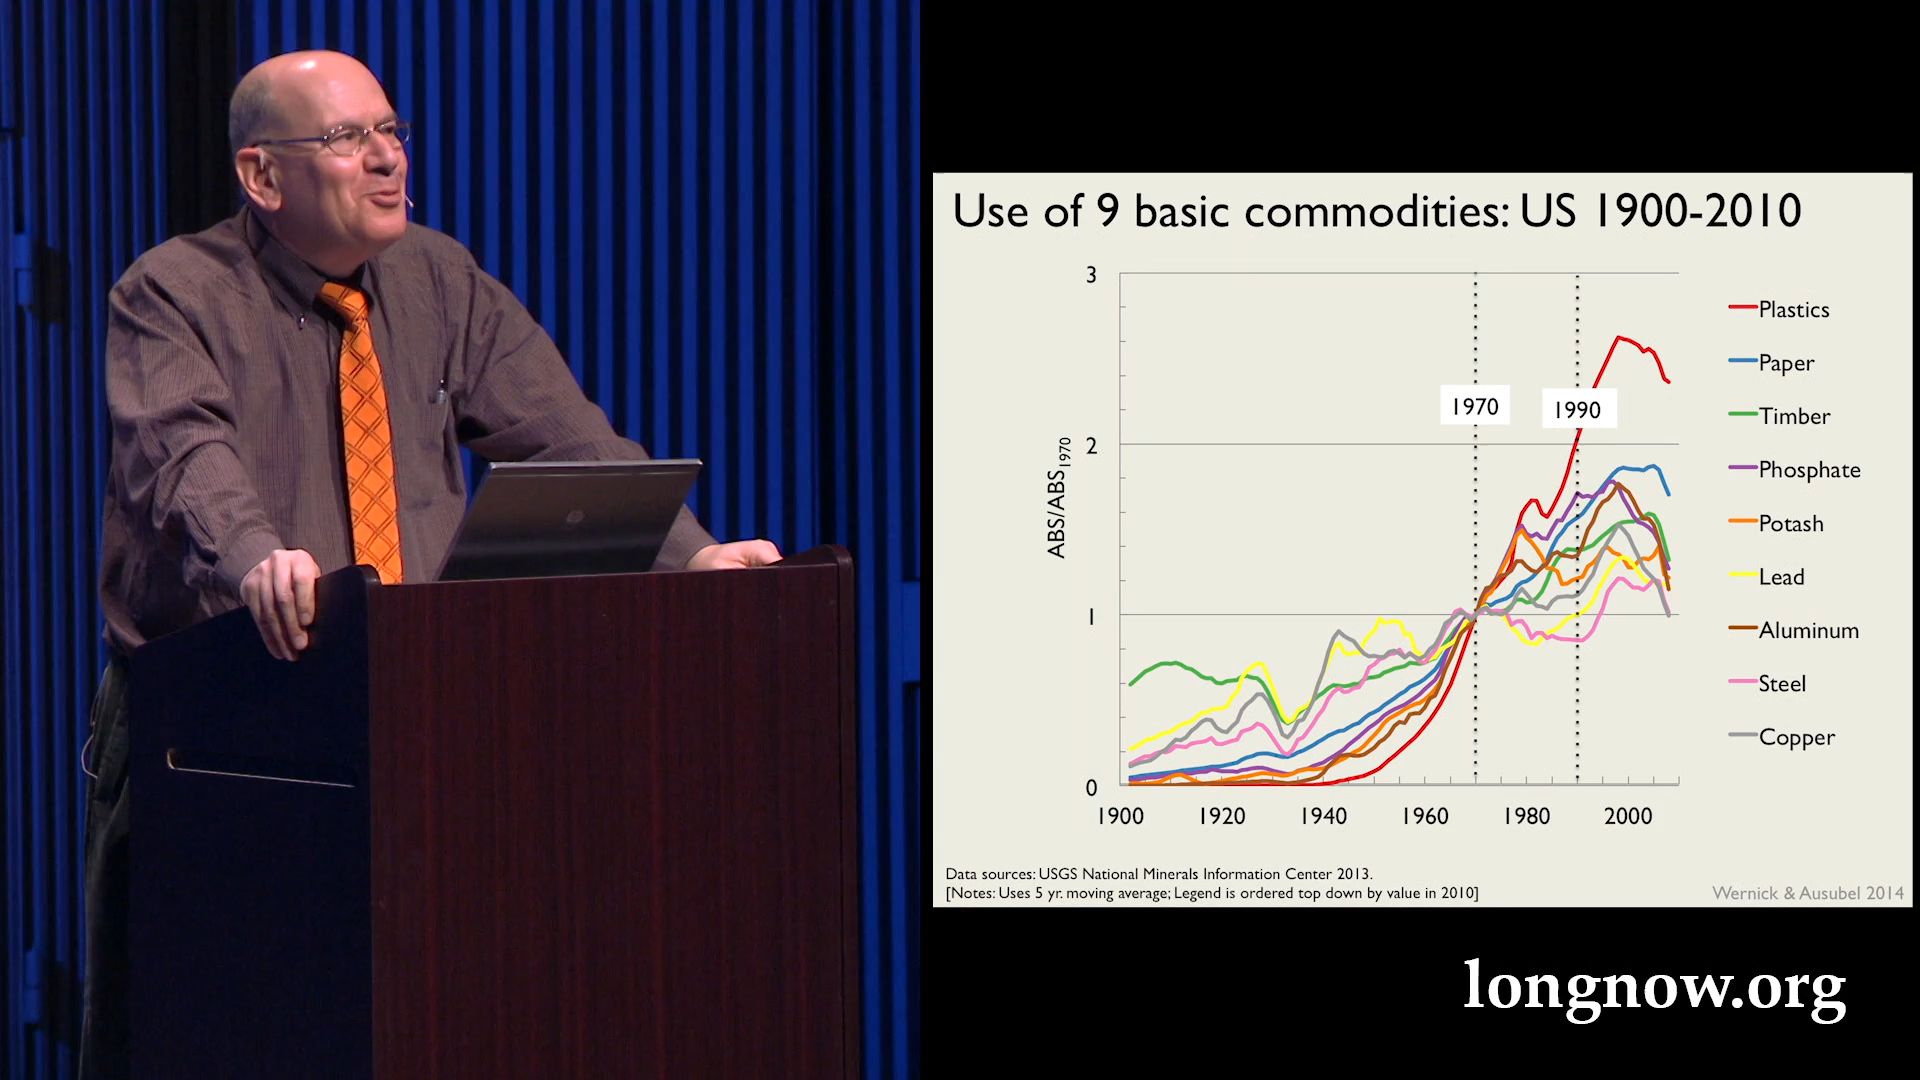 Use of 9 basic commodities: US 1900-2010
3
2
1
0
ABS/ABS1970
1970
1990
1900 1920 1940 1960 1980 2000
Plastics
Paper
Timber
Phosphate
Potash
Lead
Aluminum
Steel
Copper
Data sources: USGS National Minerals Information Center 2013.
[Notes: Uses 5 yr. moving average; Legend is ordered top down by value in 2010]
Wernick & Ausubel 2014
longnow.org